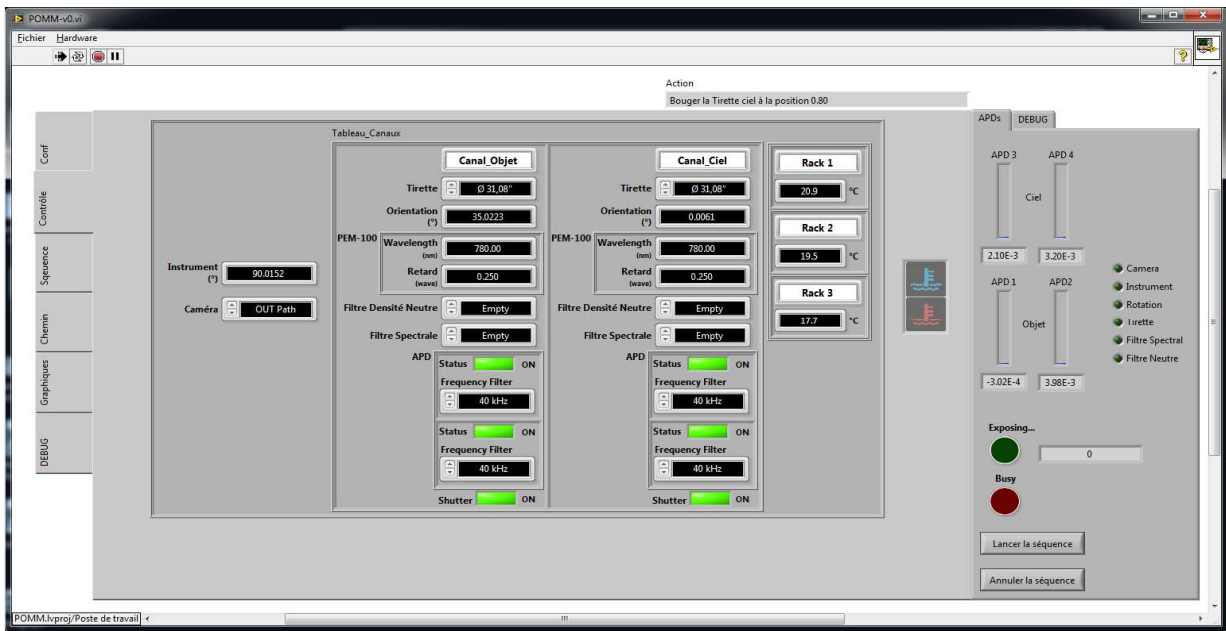 POMM-v0.vi
Fichier Hardware
Action
Bouger la Tirette ciel à la position 0.80
Conf
Contrôle
Sqeuence
Chemin
Graphiques
DEBUG
Tableau_Canaux
Instrument
(°)
90.0152
Caméra
OUT Path
Canal_Objet
Tirette
Ø 31,08"
Orientation
(°)
35.0223
PEM-100
Wavelength
(nm)
780.00
Retard
(wave)
0.250
Filtre Densité Neutre
Empty
Filtre Spectrale
Empty
APD
Status ON
Frequency Filter
40 kHz
Status ON
Frequency Filter
40 kHz
Shutter ON
Canal_Ciel
Tirette
Ø 31,08"
Orientation
(°)
0.0061
PEM-100
Wavelength
(nm)
780.00
Retard
(wave)
0.250
Filtre Densité Neutre
Empty
Filtre Spectrale
Empty
APD
Status ON
Frequency Filter
40 kHz
Status ON
Frequency Filter
40 kHz
Shutter ON
Rack 1
20.9 °C
Rack 2
19.5 °C
Rack 3
17.7 °C
APDs DEBUG
APD 3 APD 4
Ciel
2.10E-3 3.20E-3
APD 1 APD2
Objet
-3.02E-4 3.98E-3
Camera
Instrument
Rotation
Tirette
Filtre Spectral
Filtre Neutre
Exposing...
0
Busy
Lancer la séquence
Annuler la séquence
POMM.lvproj/Poste de travail